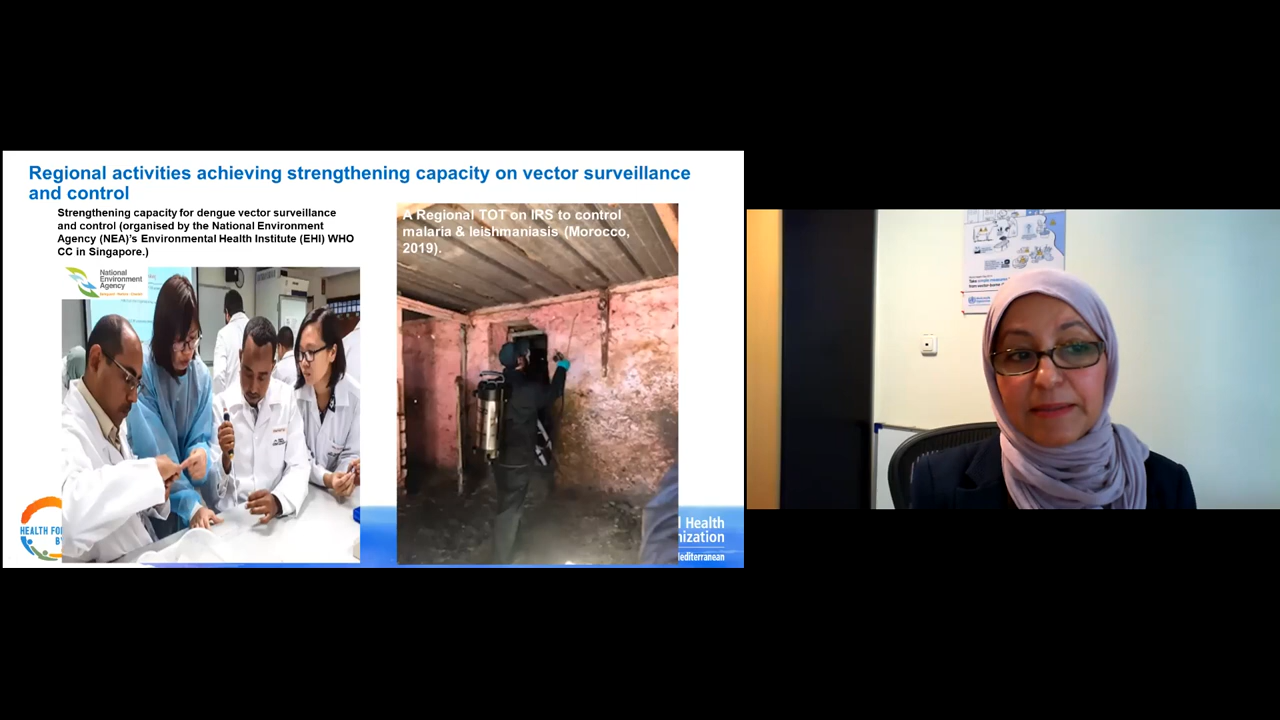 Regional activities achieving strengthening capacity on vector surveillance
and control
Strengthening capacity for dengue vector surveillance
and control (organised by the National Environment
Agency (NEA)'s Environmental Health Institute (EHI) WHO
CC in Singapore.)
National
Environment
Agency
A Regional TOT on IRS to control
malaria & leishmaniasis (Morocco,
2019).
HEALTH FO
B
Health
nization
editerranean